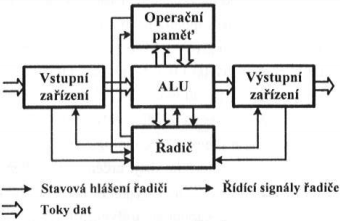 Operační
paměť
Vstupní
zařízení
ALU
Výstupní
zařízení
Řadič
Stavová hlášení řadiči
Řídící signály řadiče
Toky dat